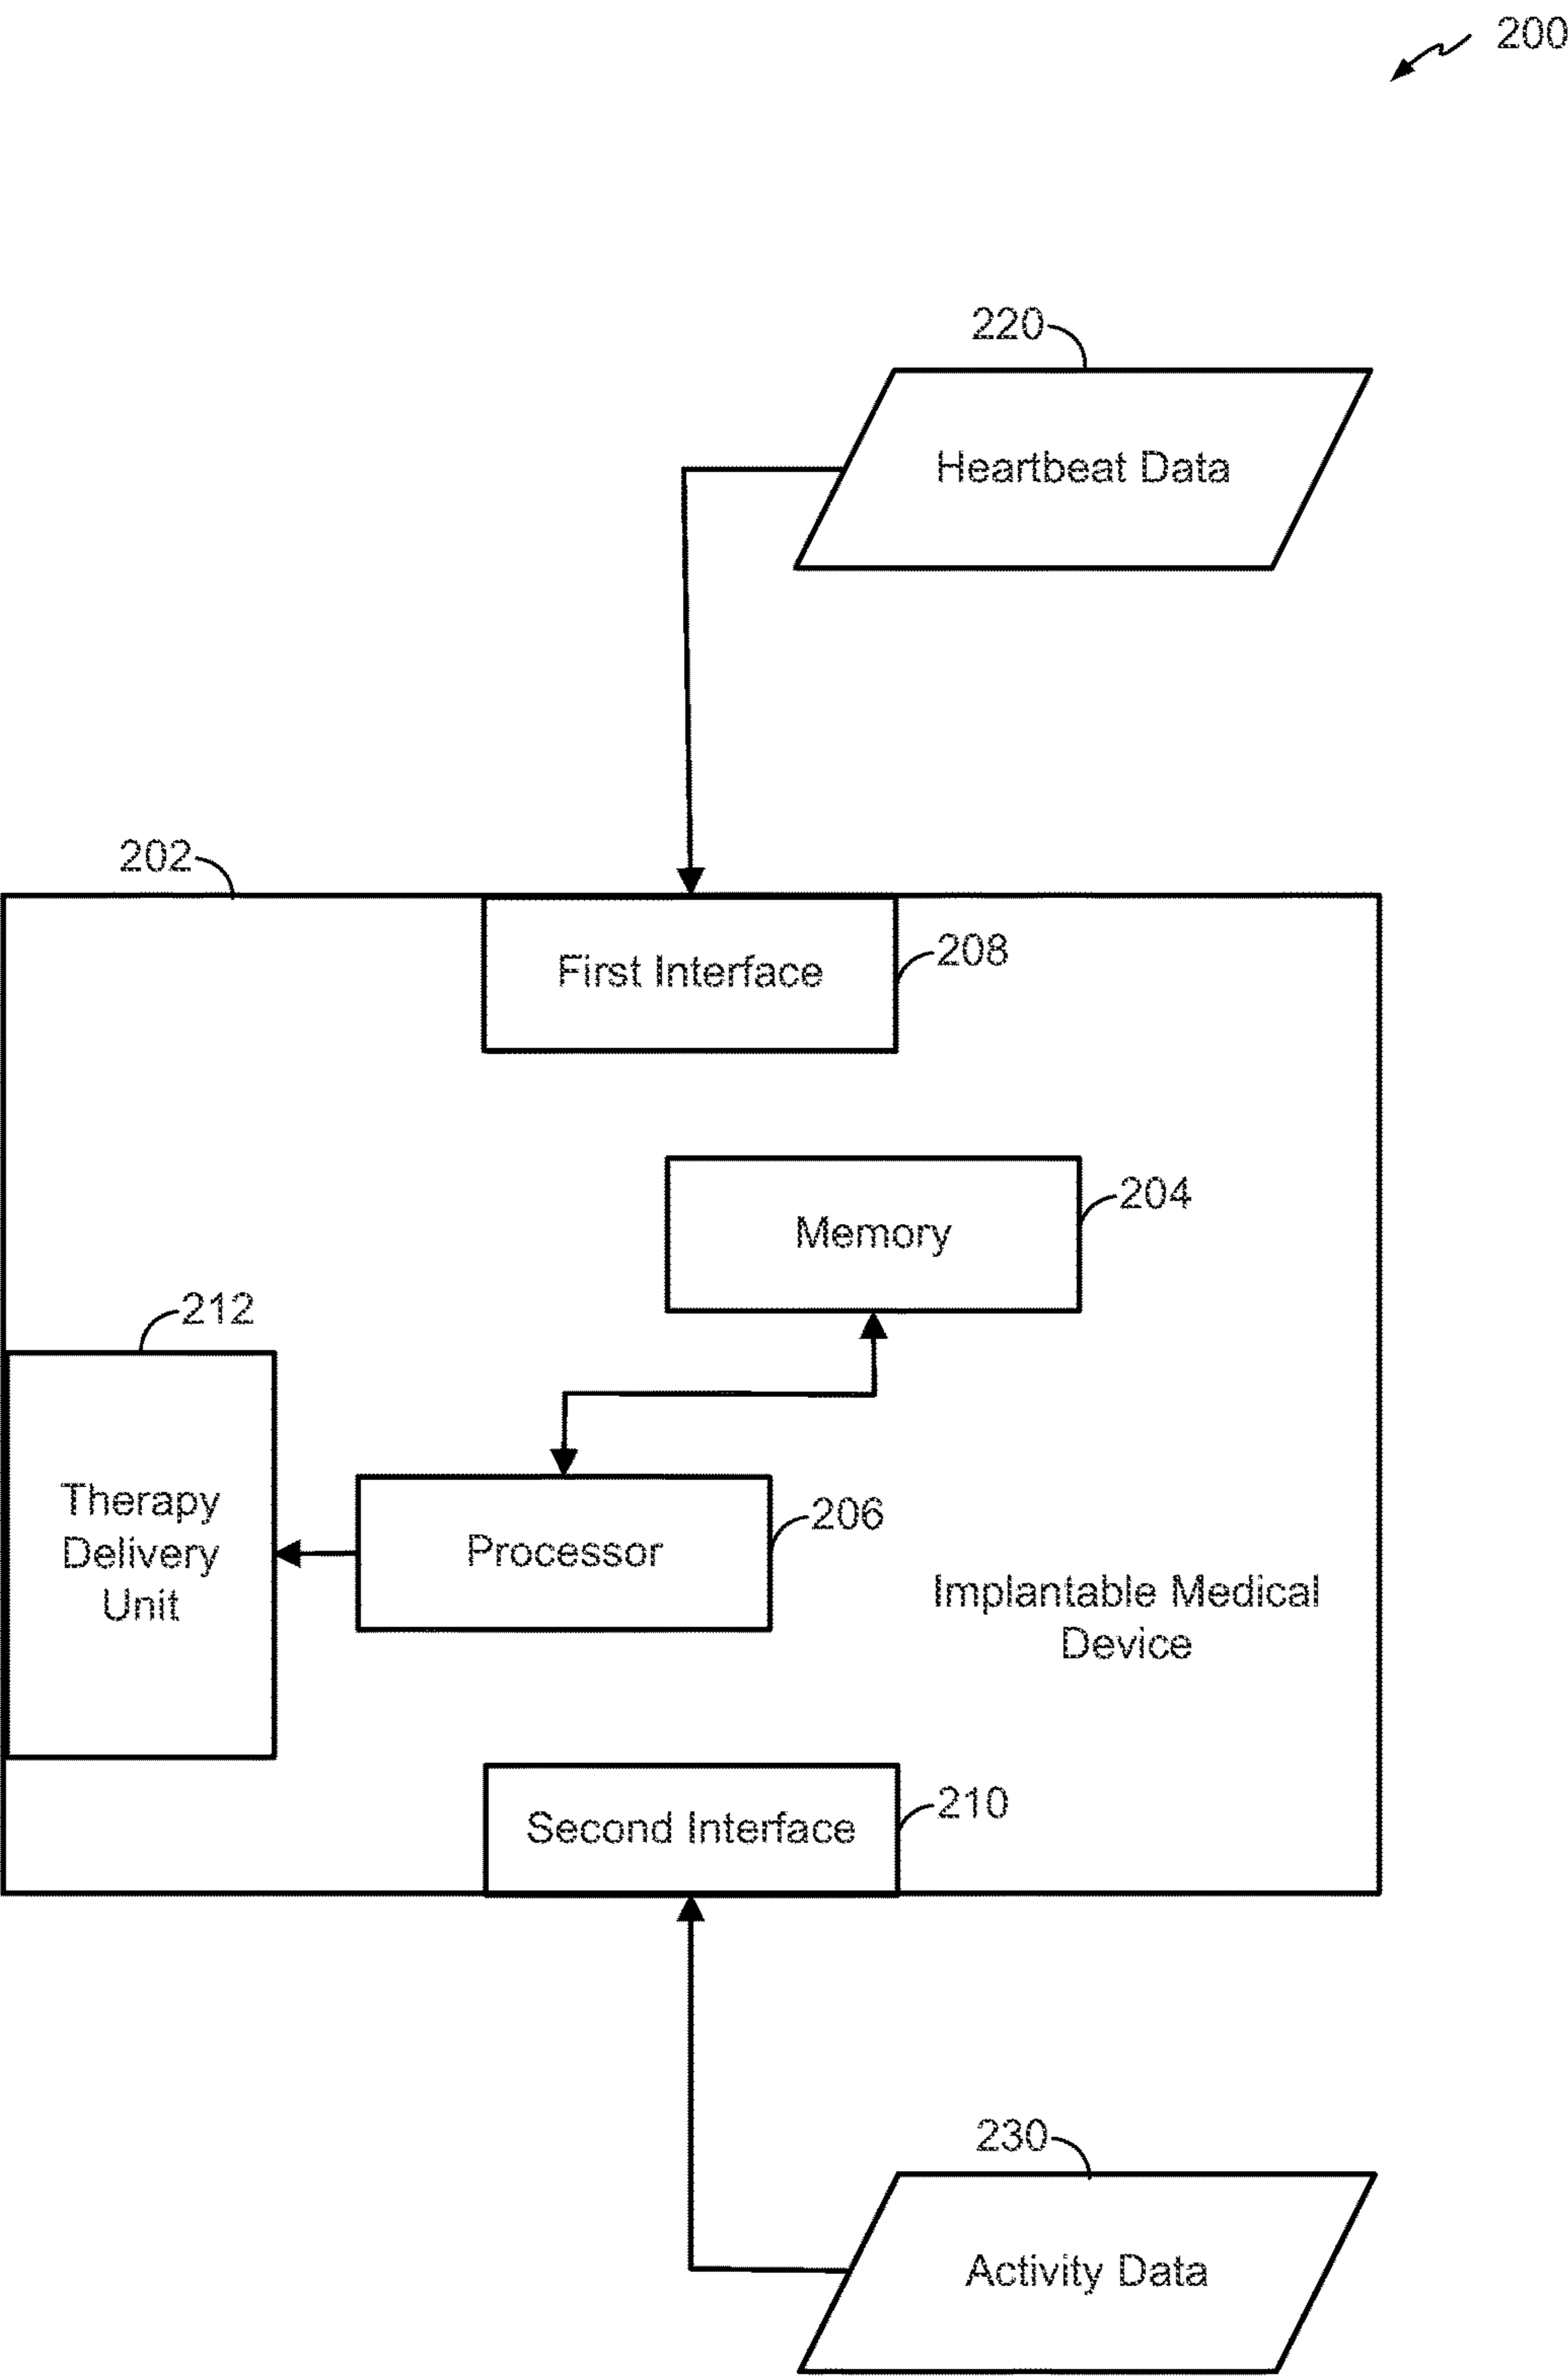 200
220
Heartbeat Data
202
First Interface
208
204
Memory
212
Therapy
Delivery
Unit
206
Processor
Implantable Medical
Device
210
Second Interface
230
Activity Data